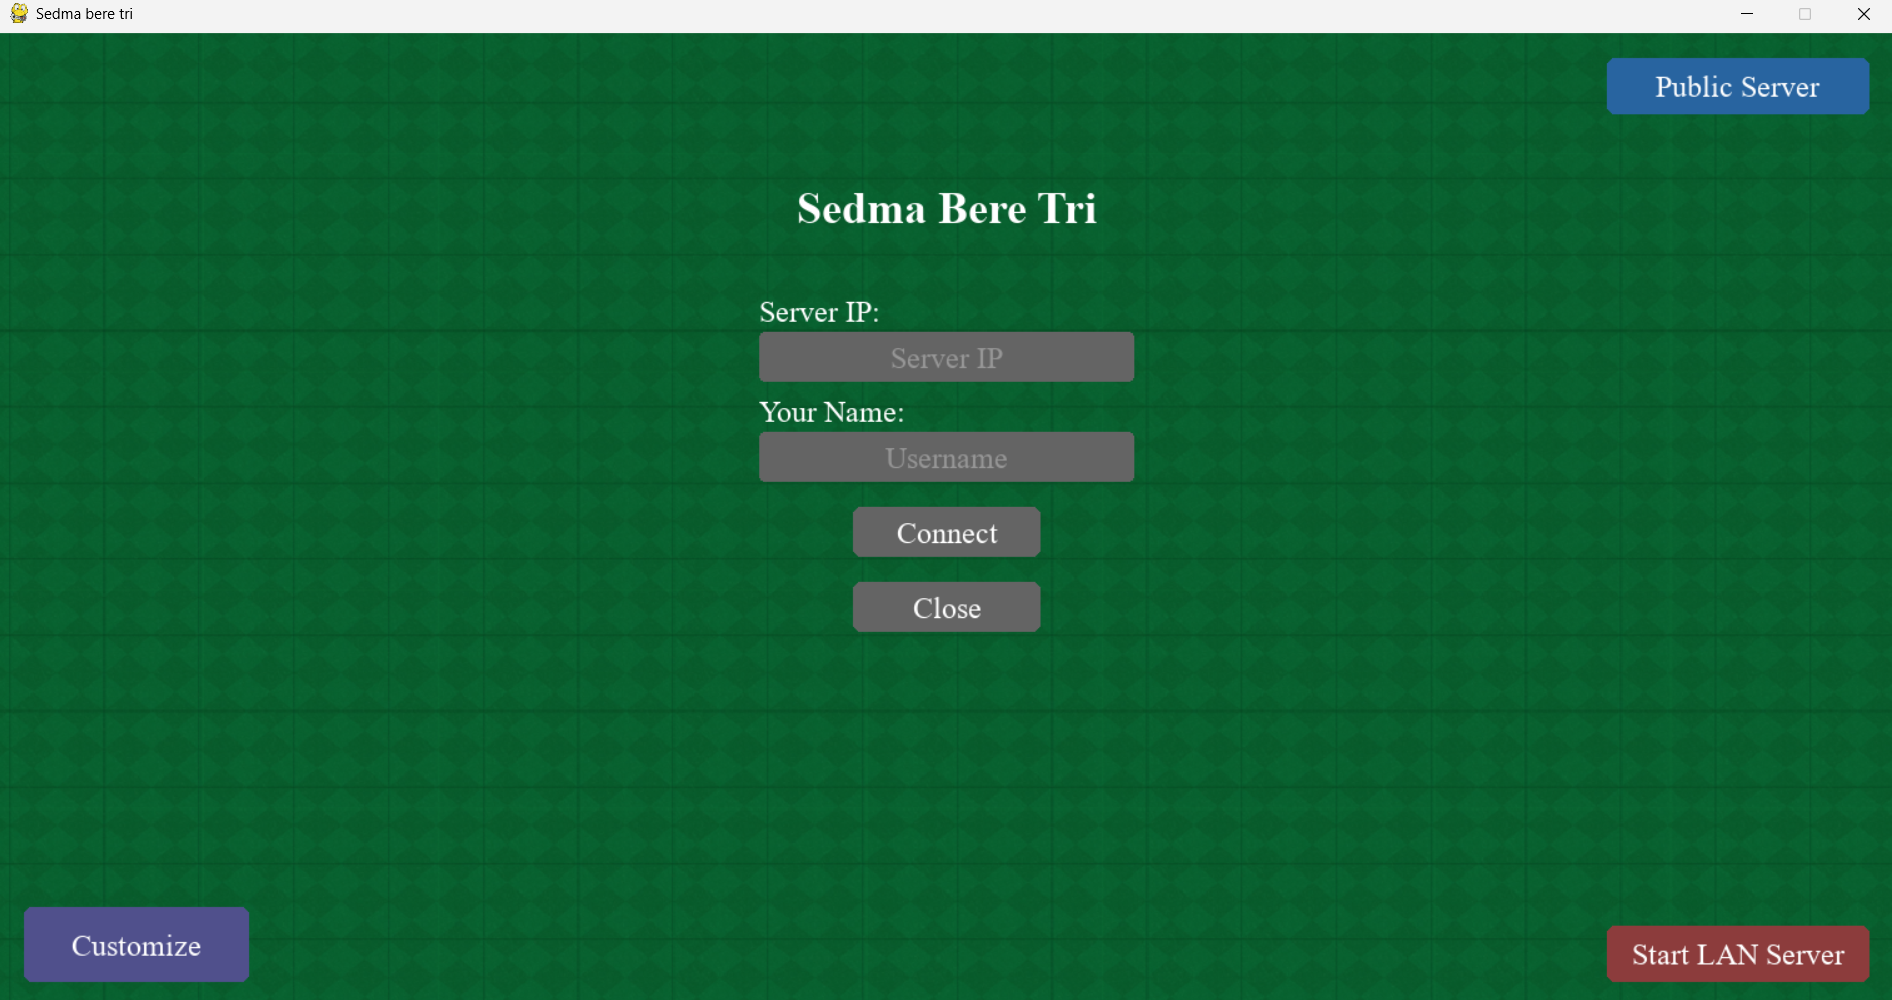 Sedma bere tri
Public Server
Sedma Bere Tri
Server IP:
Server IP
Your Name:
Username
Connect
Close
Customize
Start LAN Server